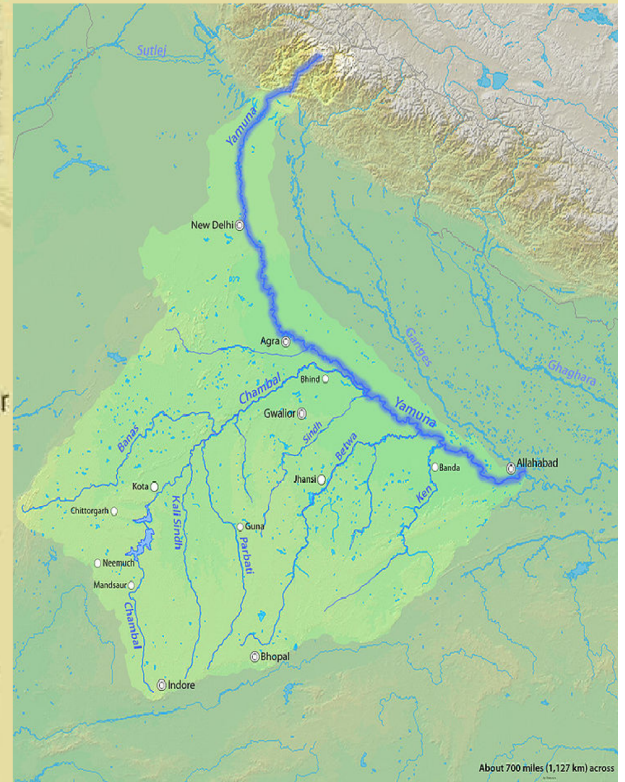 Sutlej
Yamuna
New Delhi
Agra
Ganges
Ghaghara
Bhind
Chambal
Gwalior
Yamuna
Banas
Sindh
Betwa
Allahabad
Banda
Kota
Jhansi
Ken
Chittorgarh
Kali Sindh
Guna
Parbati
Neemuch
Mandsaur
Chambal
Bhopal
Indore
About 700 miles (1,127 km) across